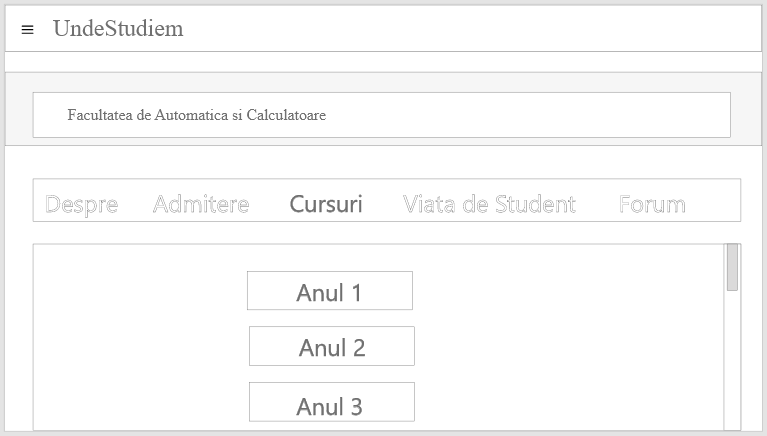 UndeStudiem
Facultatea de Automatica si Calculatoare
Despre Admitere Cursuri Viata de Student Forum
Anul 1
Anul 2
Anul 3